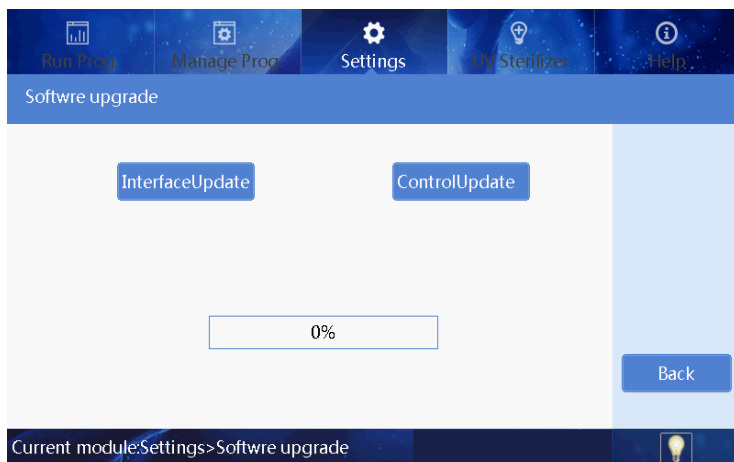 Run Prog.
Manage Prog.
Settings
UV Sterilizer
Help
Softwre upgrade
InterfaceUpdate
ControlUpdate
0%
Back
Current module:Settings>Softwre upgrade